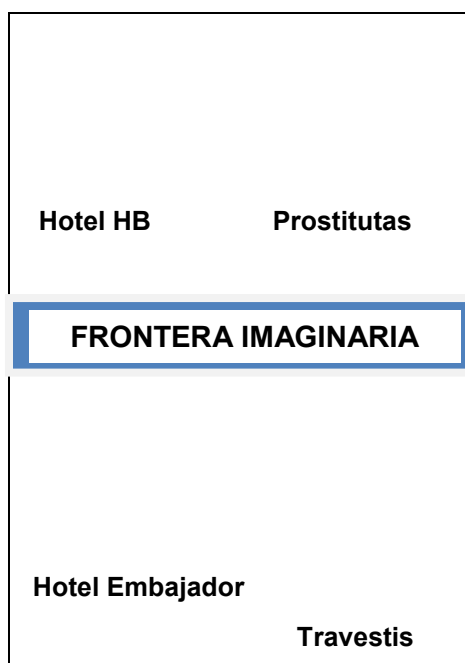 Hotel HB Prostitutas
FRONTERA IMAGINARIA
Hotel Embajador
Travestis